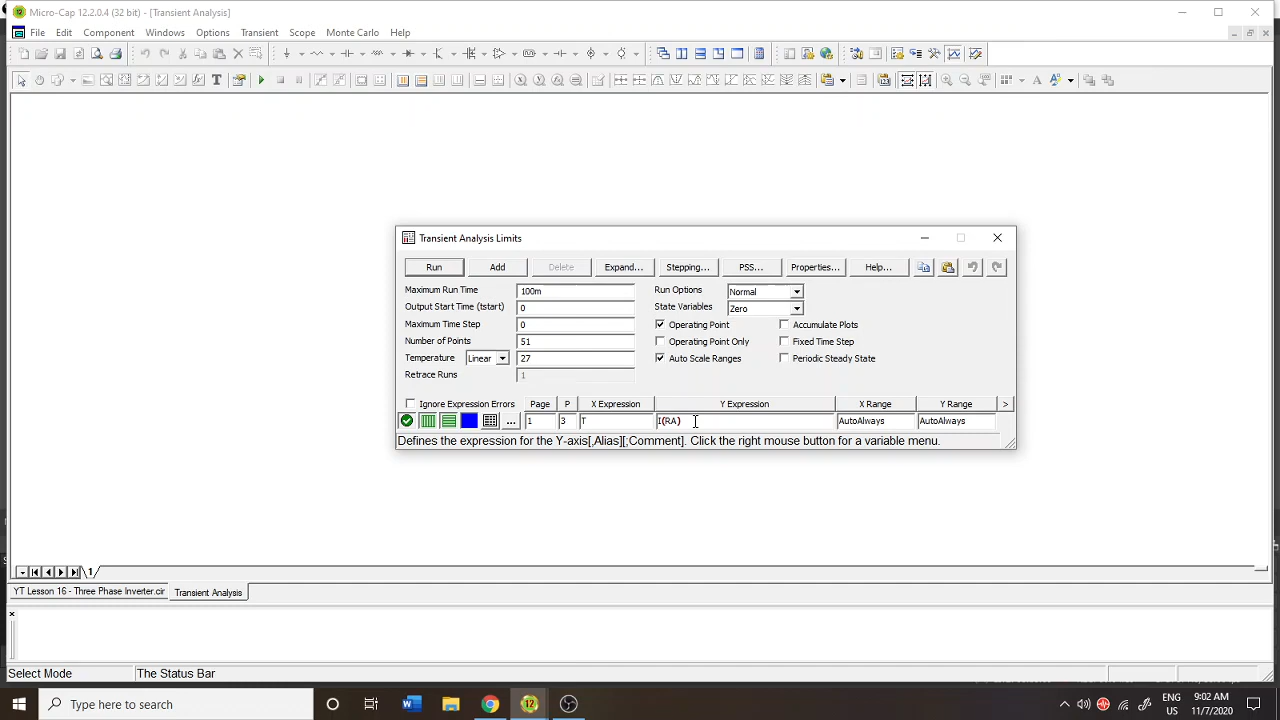 Micro-Cap 12.2.0.4 (32 bit) - [Transient Analysis]
File Edit Component Windows Options Transient Scope Monte Carlo Help
Transient Analysis Limits
Run Add Delete Expand... Stepping... PSS... Properties... Help...
Maximum Run Time 100m Run Options Normal
Output Start Time (tstart) 0 State Variables Zero
Maximum Time Step 0 Operating Point Accumulate Plots
Number of Points 51 Operating Point Only Fixed Time Step
Temperature Linear 27 Auto Scale Ranges Periodic Steady State
Retrace Runs 1
Ignore Expression Errors Page P X Expression Y Expression X Range Y Range >
... 1 3 T I(RA) AutoAlways AutoAlways
Defines the expression for the Y-axis[,Alias][;Comment]. Click the right mouse button for a variable menu.
1
YT Lesson 16 - Three Phase Inverter.cir Transient Analysis
Select Mode The Status Bar
Type here to search
ENG 9:02 AM
US 11/7/2020